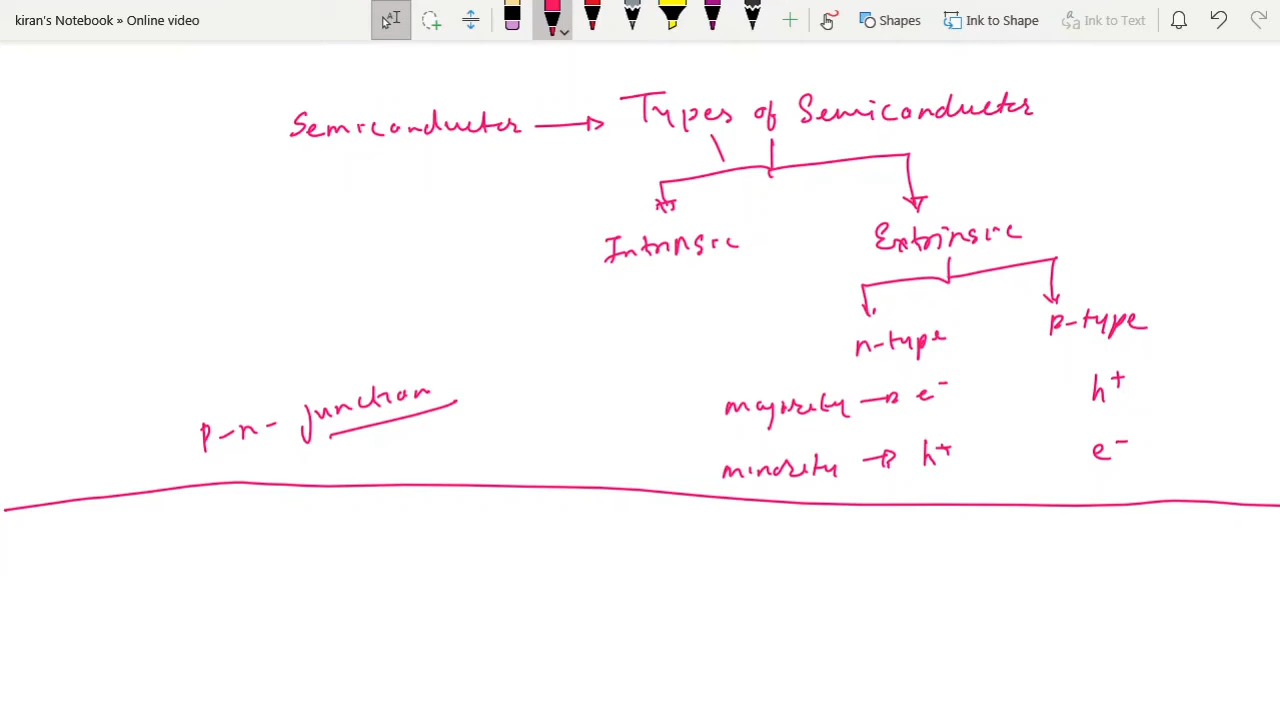 kiran's Notebook » Online video
Shapes
Ink to Shape
Ink to Text
Semiconductor → Types of Semiconductor
Intrinsic
Extrinsic
n-type
p-type
majority → e⁻
h⁺
minority → h⁺
e⁻
p-n- junction